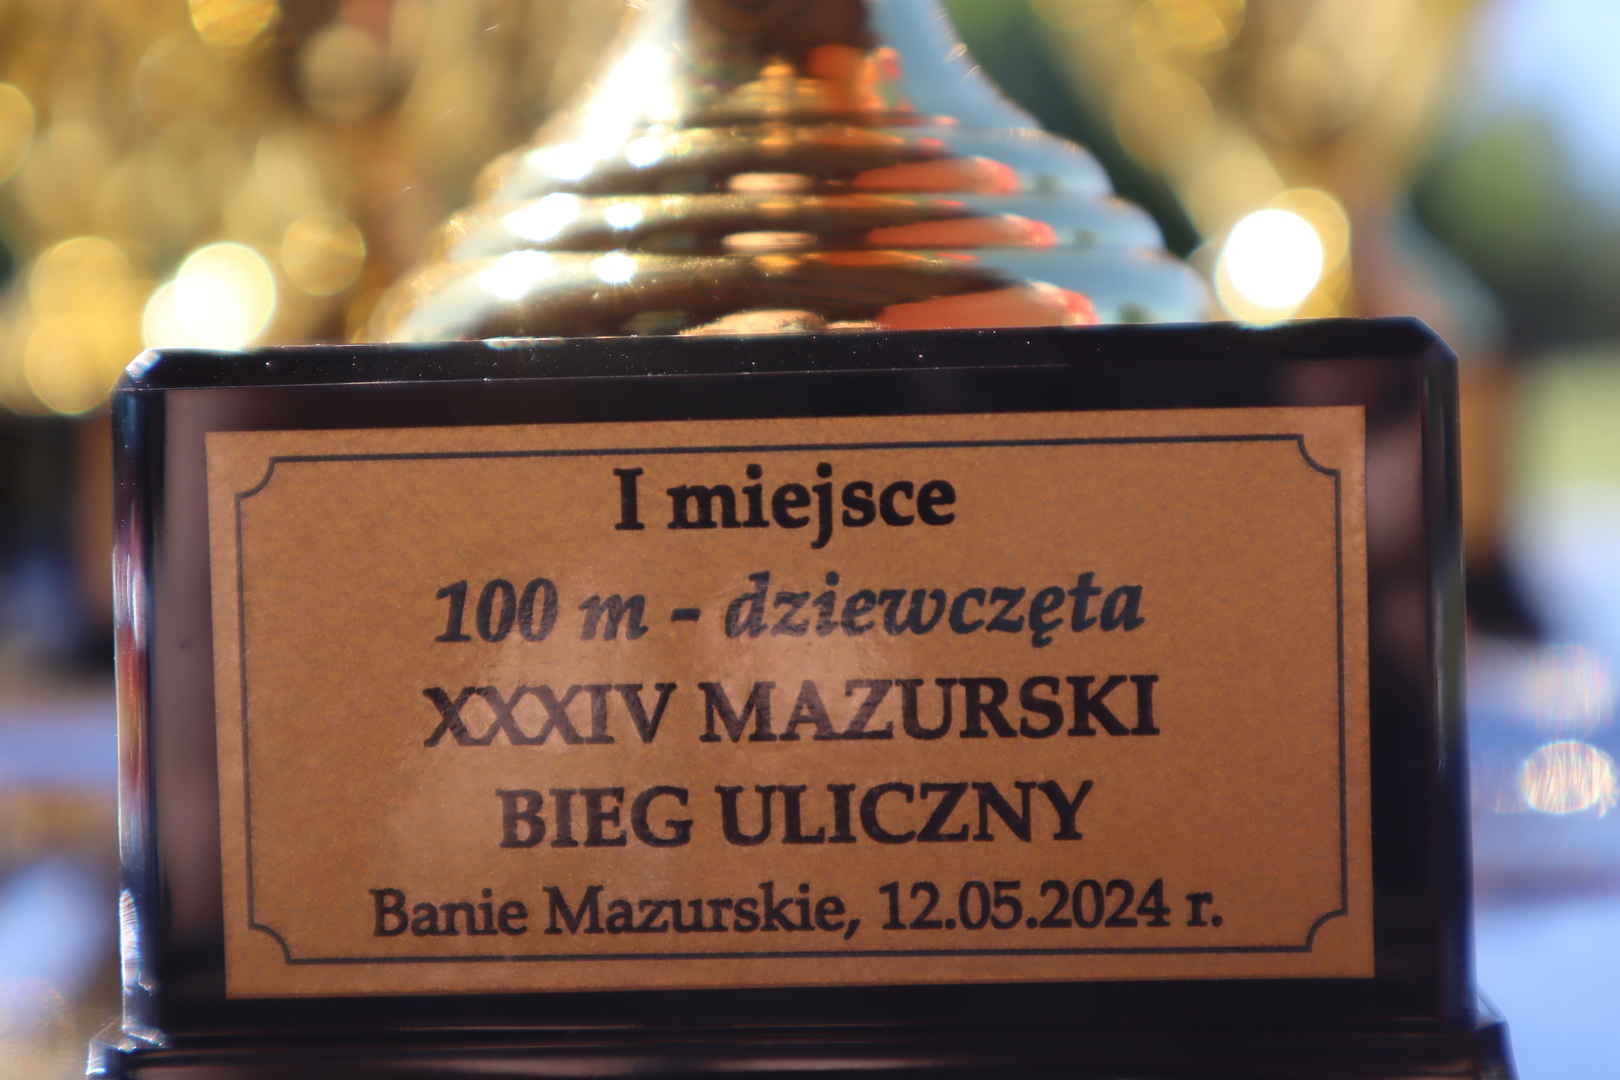 I miejsce
100 m - dziewczęta
XXXIV MAZURSKI
BIEG ULICZNY
Banie Mazurskie, 12.05.2024 r.